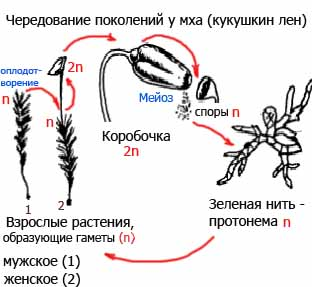 Чередование поколений у мха (кукушкин лен)
оплодот-
ворение
n
2n
n
Мейоз
споры n
Коробочка
2n
1
2
Зеленая нить -
протонема n
Взрослые растения,
образующие гаметы (n)
мужское (1)
женское (2)